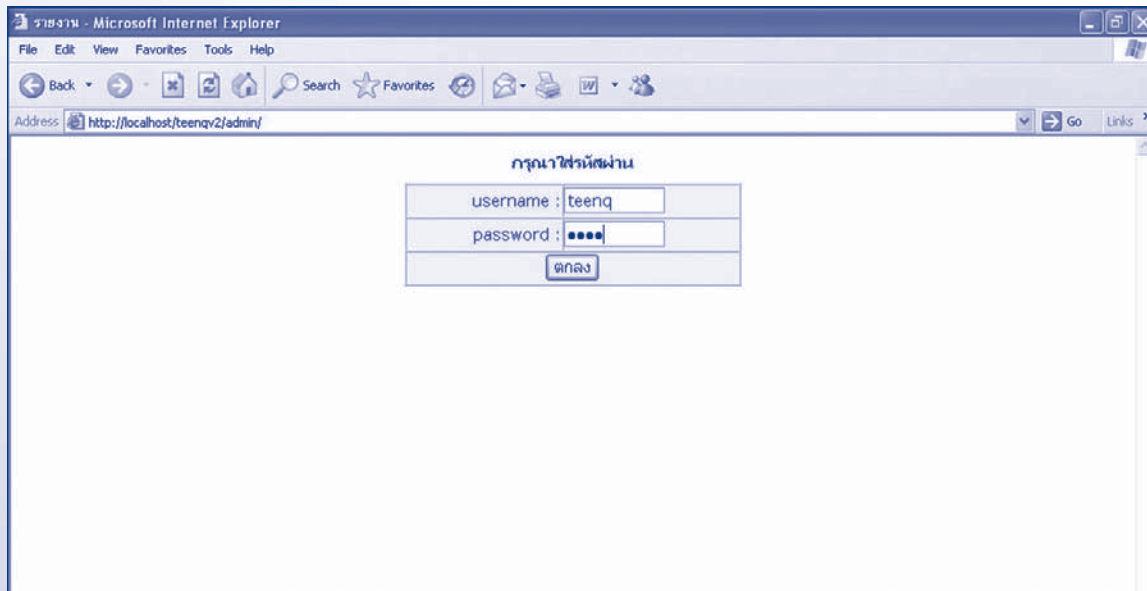 รายงาน - Microsoft Internet Explorer
File Edit View Favorites Tools Help
Back Search Favorites W
Address http://localhost/teenqv2/admin/ Go Links
กรุณาใส่รหัสผ่าน
username : teenq
password : ••••
ตกลง